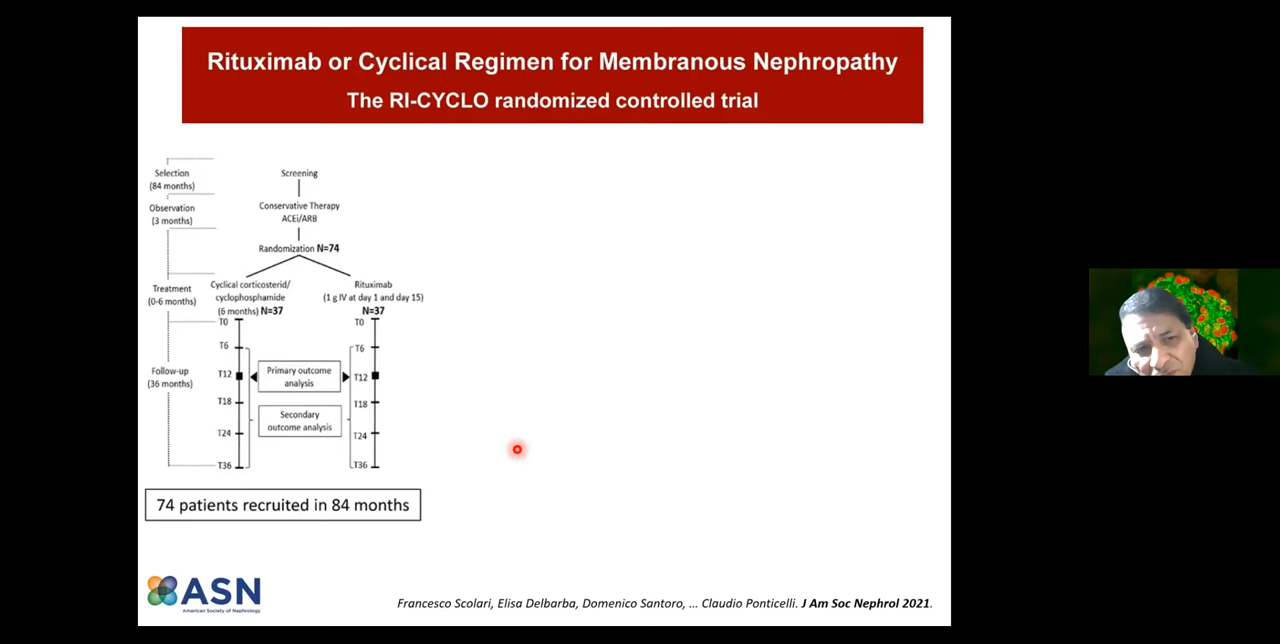 Rituximab or Cyclical Regimen for Membranous Nephropathy
The RI-CYCLO randomized controlled trial
Selection
(84 months)
Observation
(3 months)
Treatment
(0-6 months)
Follow-up
(36 months)
Screening
Conservative Therapy
ACEi/ARB
Randomization N=74
Cyclical corticosterid/
cyclophosphamide
(6 months) N=37
Rituximab
(1 g IV at day 1 and day 15)
N=37
T0
T6
T12
T18
T24
T36
Primary outcome
analysis
Secondary
outcome analysis
T0
T6
T12
T18
T24
T36
74 patients recruited in 84 months
ASN
American Society of Nephrology
Francesco Scolari, Elisa Delbarba, Domenico Santoro, ... Claudio Ponticelli. J Am Soc Nephrol 2021.